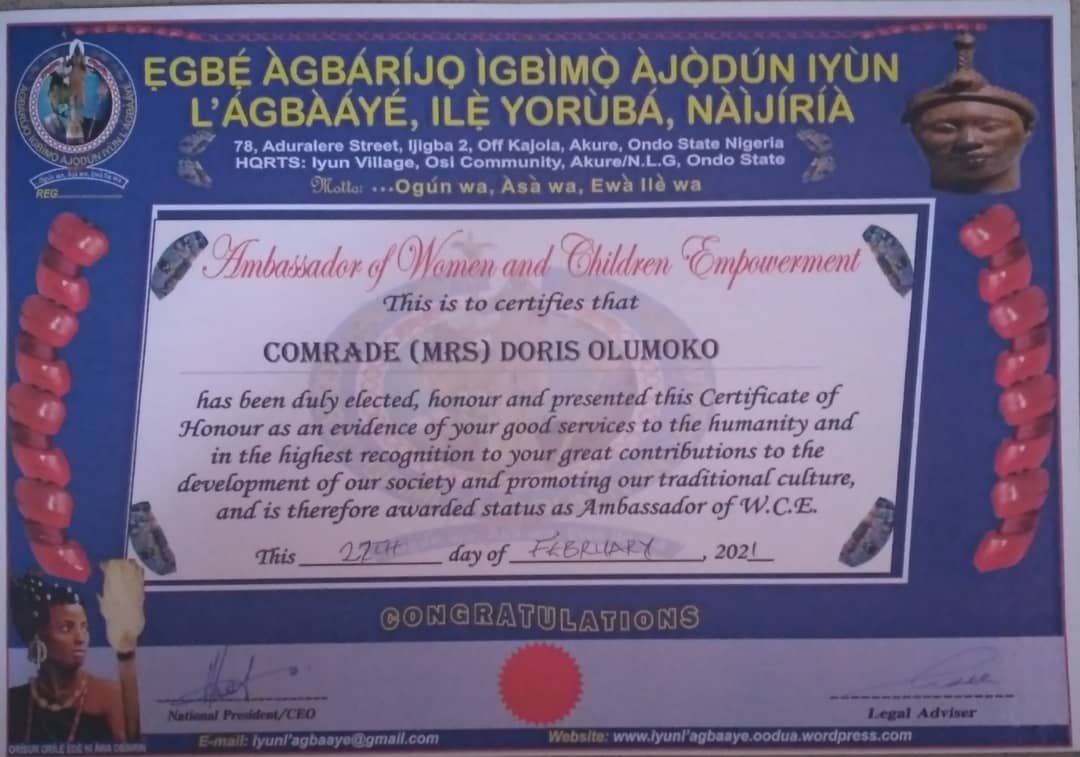 ẸGBẸ́ ÀGBÁRÍJỌ ÌGBÌMỌ̀ ÀJỌ̀DÚN IYÙN
L'ÁGBÀÁYÉ, ILẸ̀ YORÙBÁ, NÀÌJÍRÍÀ
78, Aduralere Street, Ijigba 2, Off Kajola, Akure, Ondo State Nigeria
HQRTS: Iyun Village, Osi Community, Akure/N.L.G, Ondo State
Motto: ...Ogún wa, Àsà wa, Ewà Ilè wa
REG.
Ambassador of Women and Children Empowerment
This is to certifies that
COMRADE (MRS) DORIS OLUMOKO
has been duly elected, honour and presented this Certificate of
Honour as an evidence of your good services to the humanity and
in the highest recognition to your great contributions to the
development of our society and promoting our traditional culture,
and is therefore awarded status as Ambassador of W.C.E.
This 27TH day of FEBRUARY, 2021
CONGRATULATIONS
National President/CEO
Legal Adviser
E-mail: iyunl'agbaaye@gmail.com
Website: www.iyunl'agbaaye.oodua.wordpress.com